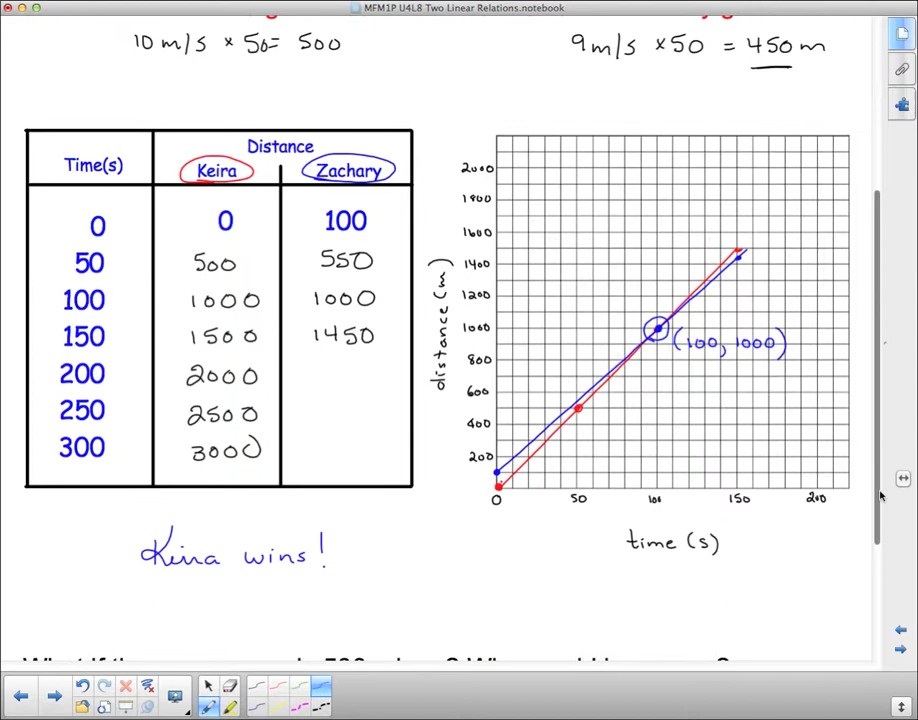 MFM1P U4L8 Two Linear Relations.notebook
10 m/s × 50 = 500
9 m/s × 50 = 450 m
Time(s) Distance
Keira Zachary
0 0 100
50 500 550
100 1000 1000
150 1500 1450
200 2000
250 2500
300 3000
Keira wins!
distance (m)
2000
1800
1600
1400
1200
1000
800
600
400
200
(100, 1000)
0 50 100 150 200
time (s)